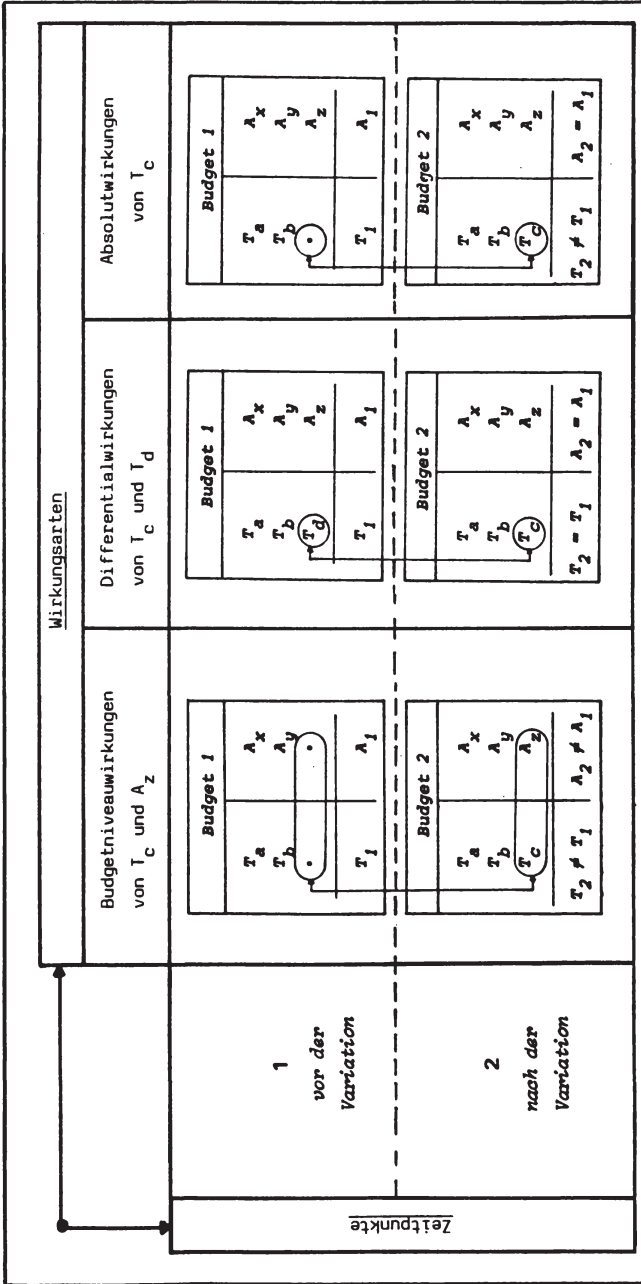 Wirkungsarten
Budgetniveauwirkungen
von T_c und A_z
Differentialwirkungen
von T_c und T_d
Absolutwirkungen
von T_c
Zeitpunkte
1
vor der
Variation
Budget 1
T_a A_x
T_b A_y
• •
T_1 A_1
Budget 1
T_a A_x
T_b A_y
T_d A_z
T_1 A_1
Budget 1
T_a A_x
T_b A_y
• A_z
T_1 A_1
2
nach der
Variation
Budget 2
T_a A_x
T_b A_y
T_c A_z
T_2 ≠ T_1 A_2 ≠ A_1
Budget 2
T_a A_x
T_b A_y
T_c A_z
T_2 = T_1 A_2 = A_1
Budget 2
T_a A_x
T_b A_y
T_c A_z
T_2 ≠ T_1 A_2 = A_1